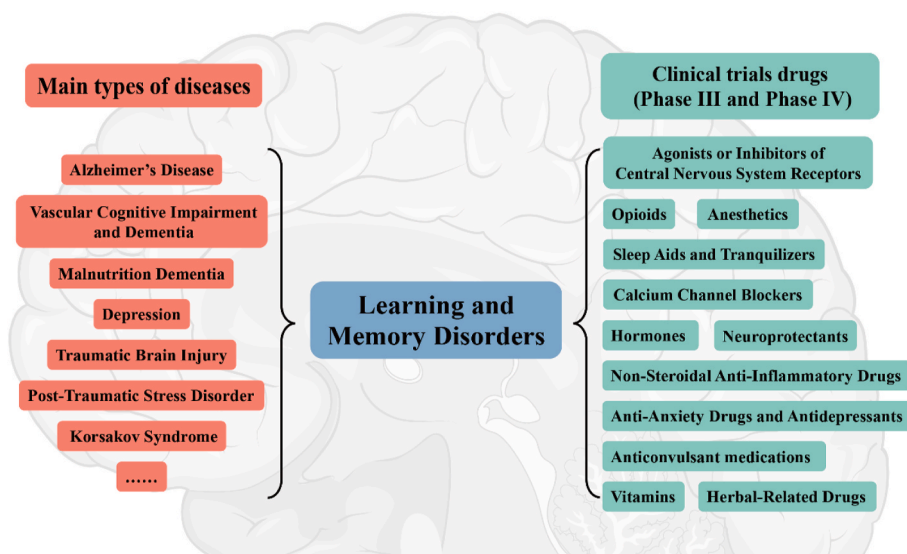 Main types of diseases
Alzheimer's Disease
Vascular Cognitive Impairment
and Dementia
Malnutrition Dementia
Depression
Traumatic Brain Injury
Post-Traumatic Stress Disorder
Korsakov Syndrome
......
Learning and
Memory Disorders
Clinical trials drugs
(Phase III and Phase IV)
Agonists or Inhibitors of
Central Nervous System Receptors
Opioids
Anesthetics
Sleep Aids and Tranquilizers
Calcium Channel Blockers
Hormones
Neuroprotectants
Non-Steroidal Anti-Inflammatory Drugs
Anti-Anxiety Drugs and Antidepressants
Anticonvulsant medications
Vitamins
Herbal-Related Drugs